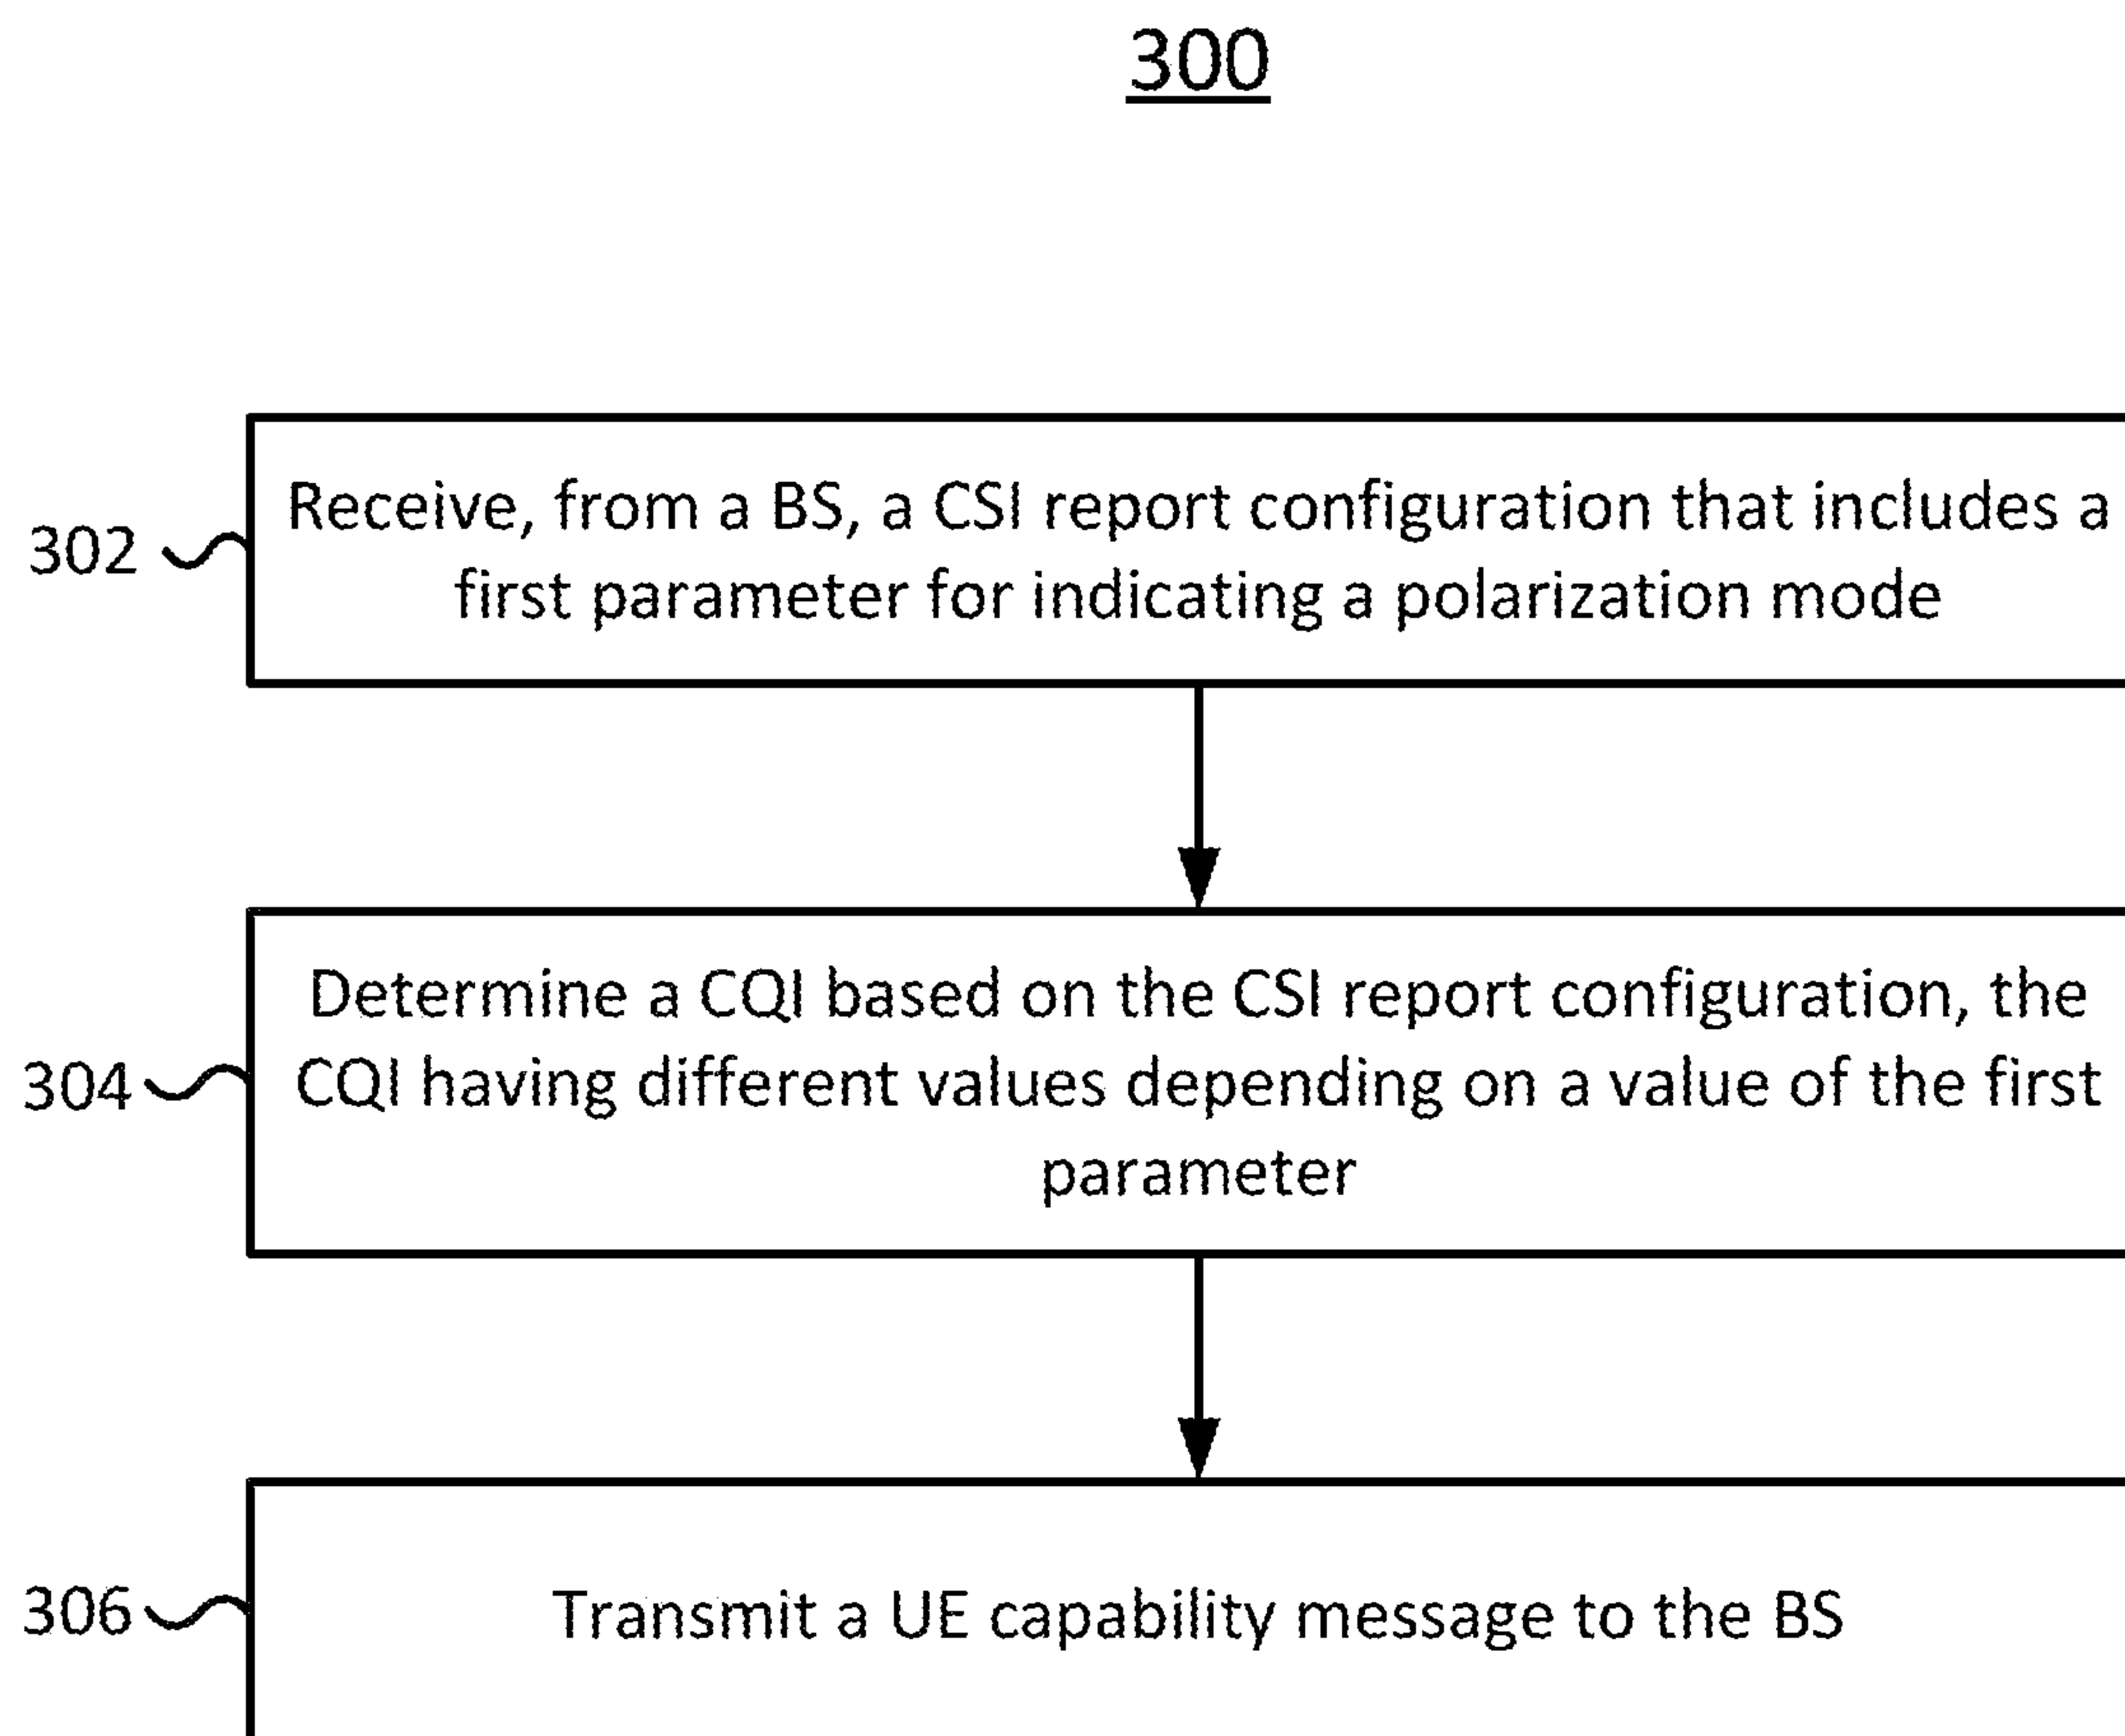 300
302
Receive, from a BS, a CSI report configuration that includes a
first parameter for indicating a polarization mode
304
Determine a CQI based on the CSI report configuration, the
CQI having different values depending on a value of the first
parameter
306
Transmit a UE capability message to the BS